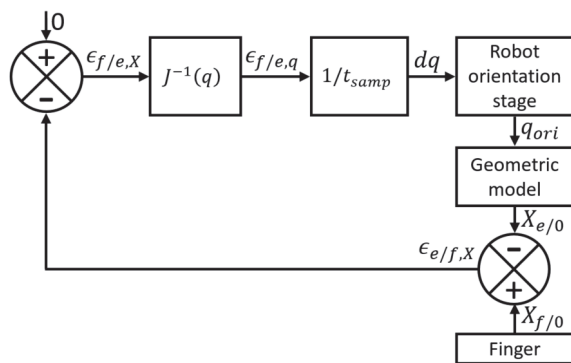 0
+
−
ϵ_{f/e,X}
J^{-1}(q)
ϵ_{f/e,q}
1/t_{samp}
dq
Robot
orientation
stage
q_{ori}
Geometric
model
X_{e/0}
ϵ_{e/f,X}
−
+
X_{f/0}
Finger